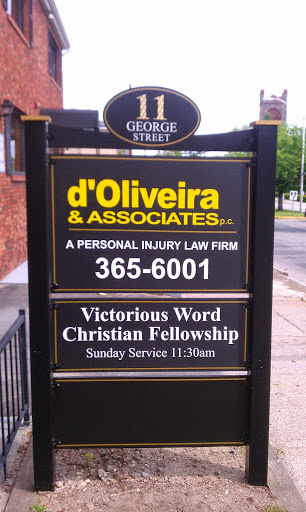 11
GEORGE
STREET
d'Oliveira
& ASSOCIATES p.c.
A PERSONAL INJURY LAW FIRM
365-6001
Victorious Word
Christian Fellowship
Sunday Service 11:30am